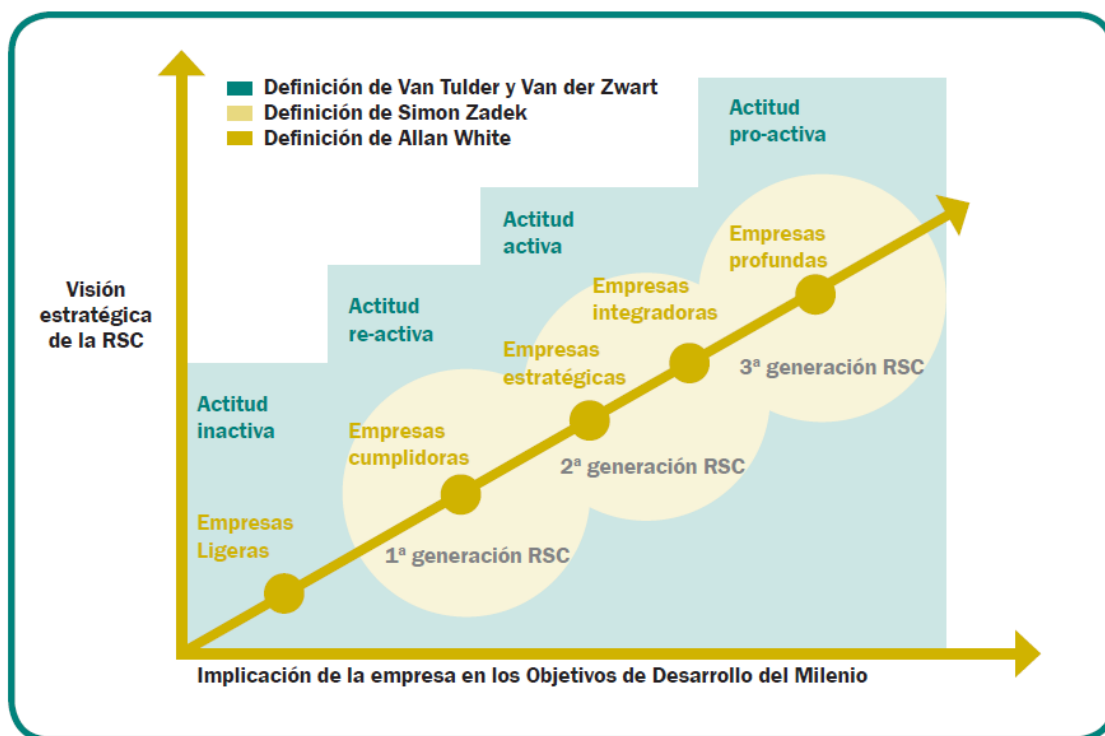 Definición de Van Tulder y Van der Zwart
Definición de Simon Zadek
Definición de Allan White
Actitud
pro-activa
Actitud
activa
Empresas
profundas
Visión
estratégica
de la RSC
Actitud
re-activa
Empresas
integradoras
Empresas
estratégicas
3ª generación RSC
Actitud
inactiva
Empresas
cumplidoras
2ª generación RSC
Empresas
Ligeras
1ª generación RSC
Implicación de la empresa en los Objetivos de Desarrollo del Milenio